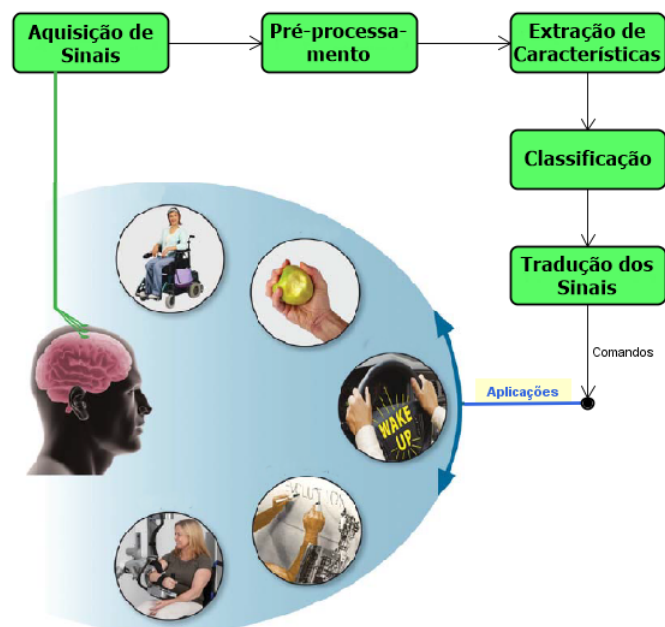 Aquisição de
Sinais
Pré-processa-
mento
Extração de
Características
Classificação
Tradução dos
Sinais
Comandos
Aplicações
WAKE
UP